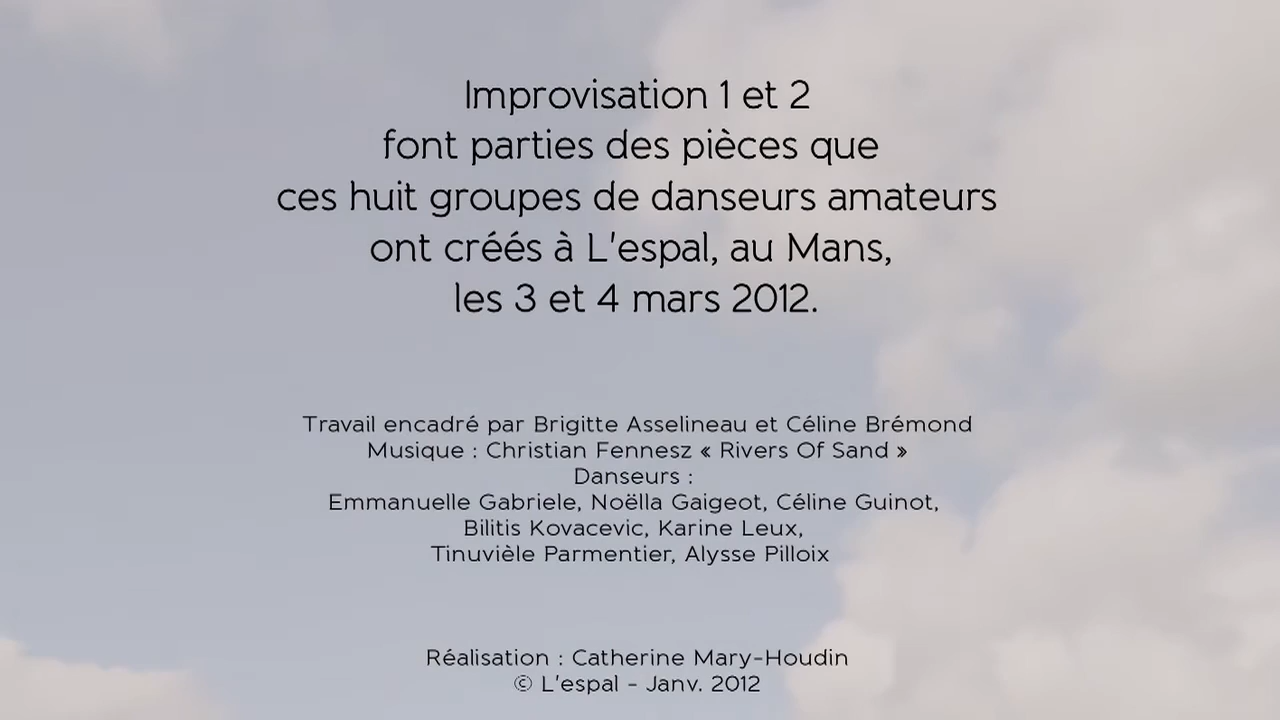 Improvisation 1 et 2
font parties des pièces que
ces huit groupes de danseurs amateurs
ont créés à L'espal, au Mans,
les 3 et 4 mars 2012.
Travail encadré par Brigitte Asselineau et Céline Brémond
Musique : Christian Fennesz « Rivers Of Sand »
Danseurs :
Emmanuelle Gabriele, Noëlla Gaigeot, Céline Guinot,
Bilitis Kovacevic, Karine Leux,
Tinuvièle Parmentier, Alysse Pilloix
Réalisation : Catherine Mary-Houdin
© L'espal - Janv. 2012